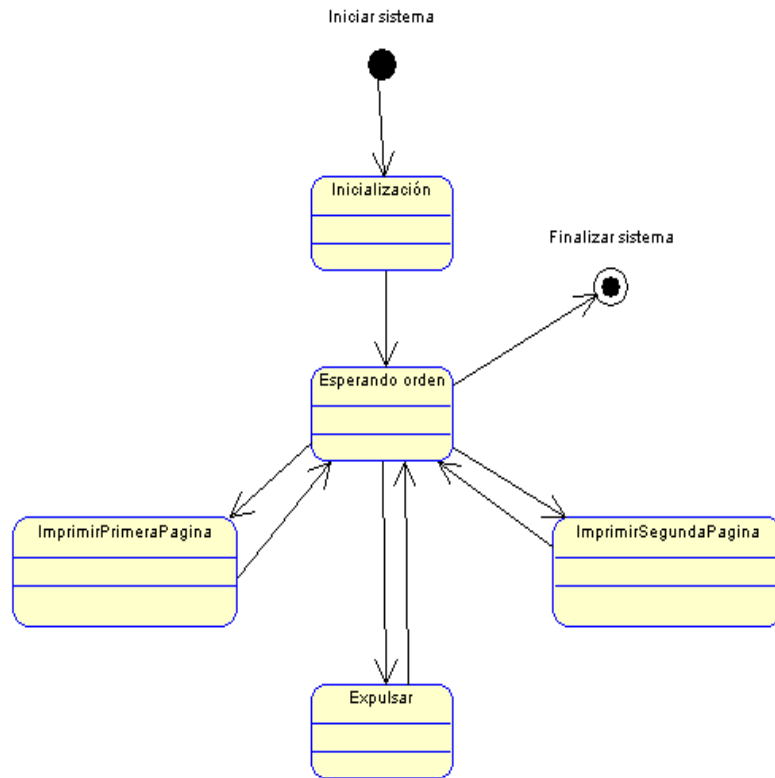 Iniciar sistema
Inicialización
Finalizar sistema
Esperando orden
ImprimirPrimeraPagina
ImprimirSegundaPagina
Expulsar